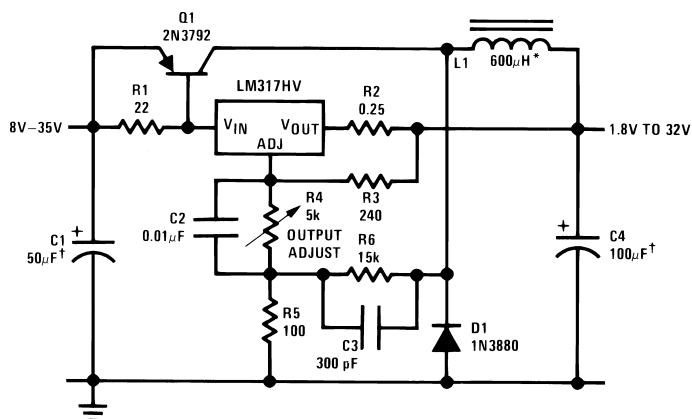 Q1
2N3792
L1
600μH*
R1
22
LM317HV
R2
0.25
8V–35V
VIN
VOUT
ADJ
1.8V TO 32V
C2
0.01μF
R4
5k
OUTPUT
ADJUST
R3
240
R6
15k
C1
50μF†
+
C4
100μF†
+
R5
100
C3
300 pF
D1
1N3880